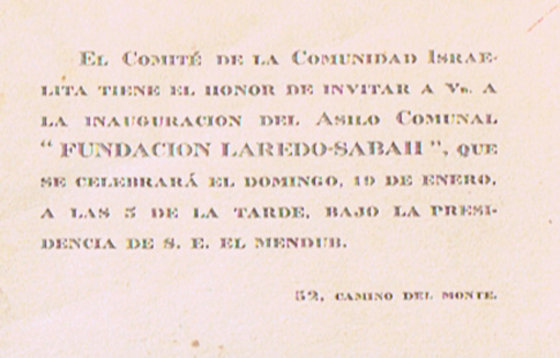 El Comité de la Comunidad Israe-
lita tiene el honor de invitar a Vd. a
la inauguracion del Asilo Comunal
“ FUNDACION LAREDO-SABAH ”, que
se celebrará el domingo, 19 de enero,
a las 5 de la tarde, bajo la presi-
dencia de S. E. el Mendub.
52, Camino del Monte.